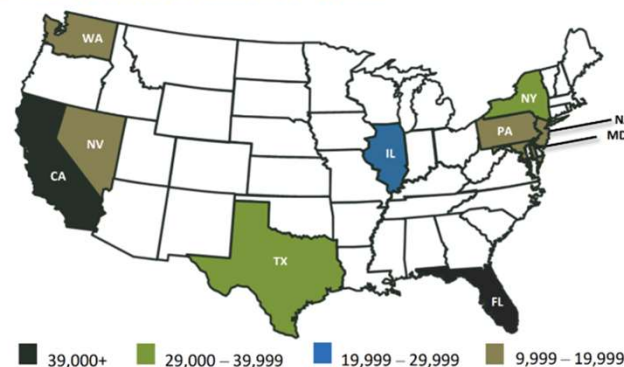 WA
NY
N
NV
PA
MD
IL
CA
TX
FL
39,000+ 29,000 – 39,999 19,999 – 29,999 9,999 – 19,999